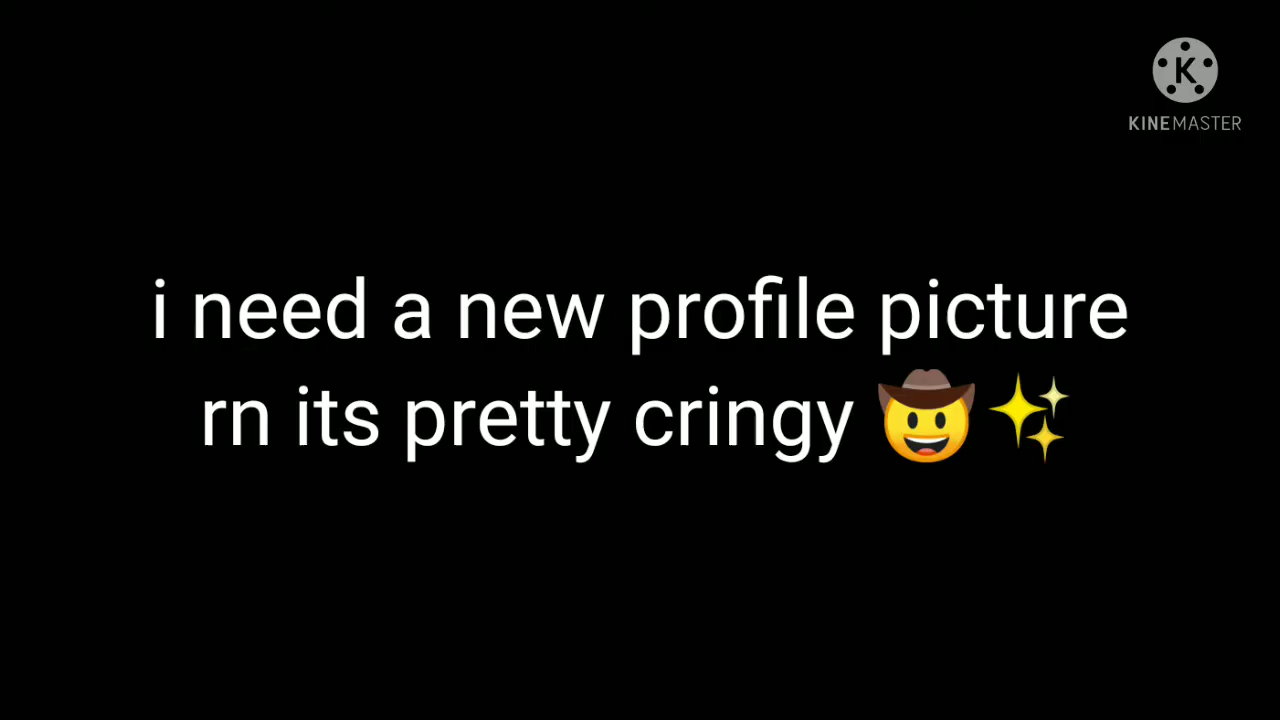 K
KINEMASTER
i need a new profile picture
rn its pretty cringy 🤠✨